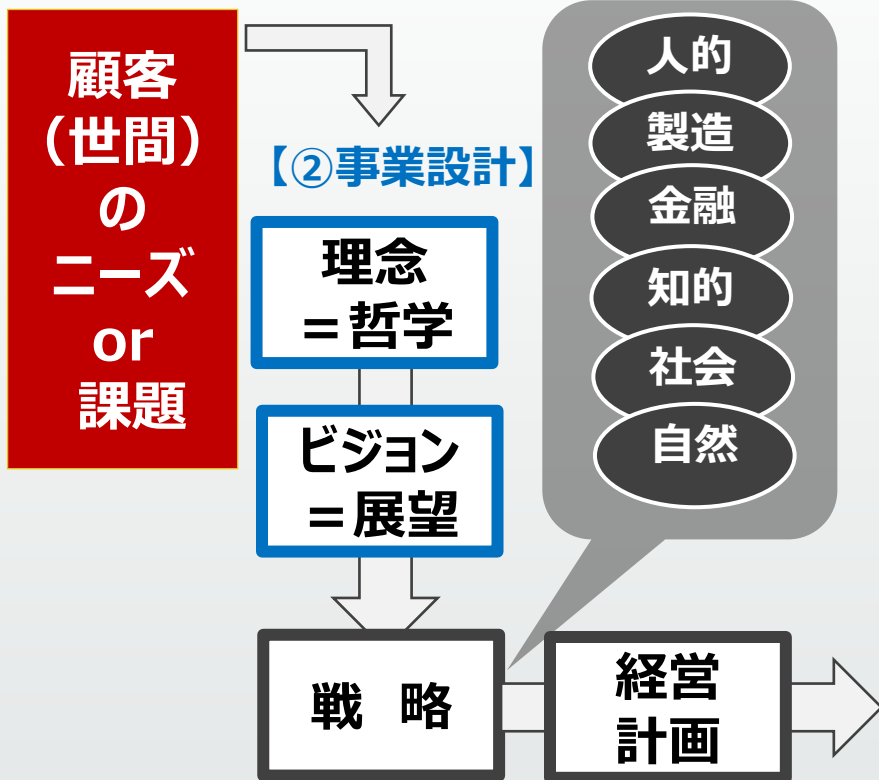 顧客
（世間）
の
ニーズ
or
課題
【②事業設計】
理念
＝哲学
ビジョン
＝展望
戦　略
経営
計画
人的
製造
金融
知的
社会
自然